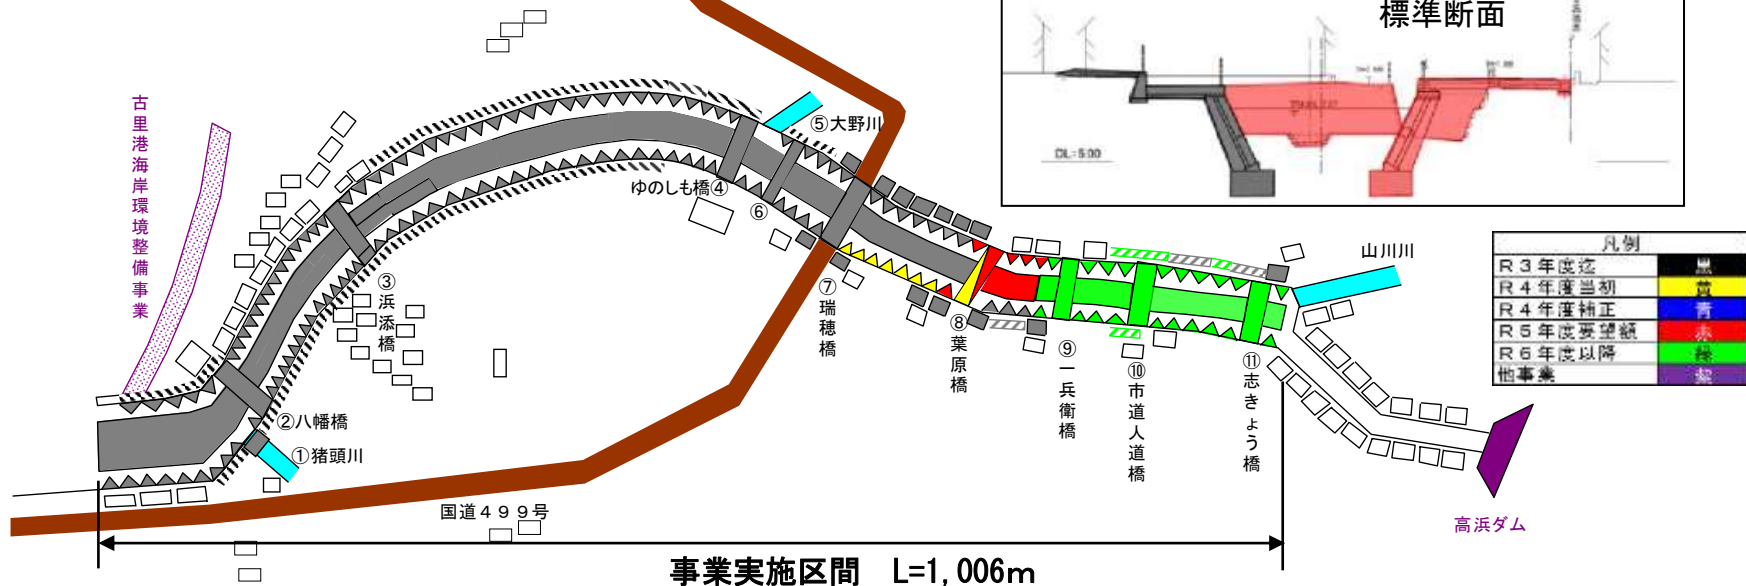 標準断面
DL=5.00
古里港海岸環境整備事業
⑤大野川
ゆのしも橋④
⑥
③浜添橋
②八幡橋
①猪頭川
⑦瑞穂橋
⑧葉原橋
⑨一兵衛橋
⑩市道人道橋
⑪志きょう橋
山川川
凡例
R3年度迄 黒
R4年度当初 黄
R4年度補正 青
R5年度要望額 赤
R6年度以降 緑
他事業 紫
高浜ダム
国道499号
事業実施区間 L=1,006m